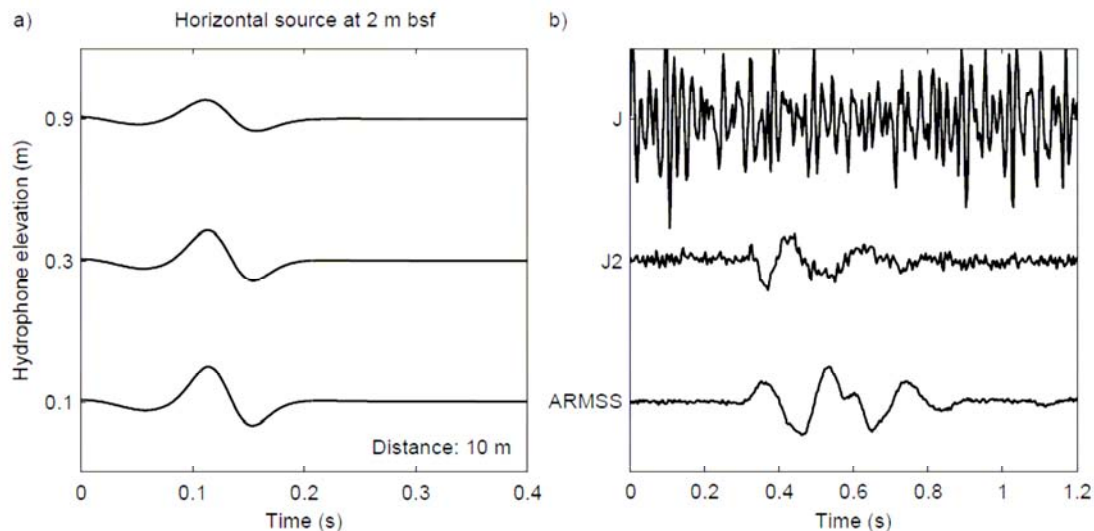 a)
Horizontal source at 2 m bsf
b)
Hydrophone elevation (m)
0.9
0.3
0.1
Distance: 10 m
0
0.1
0.2
0.3
0.4
Time (s)
J
J2
ARMSS
0
0.2
0.4
0.6
0.8
1
1.2
Time (s)